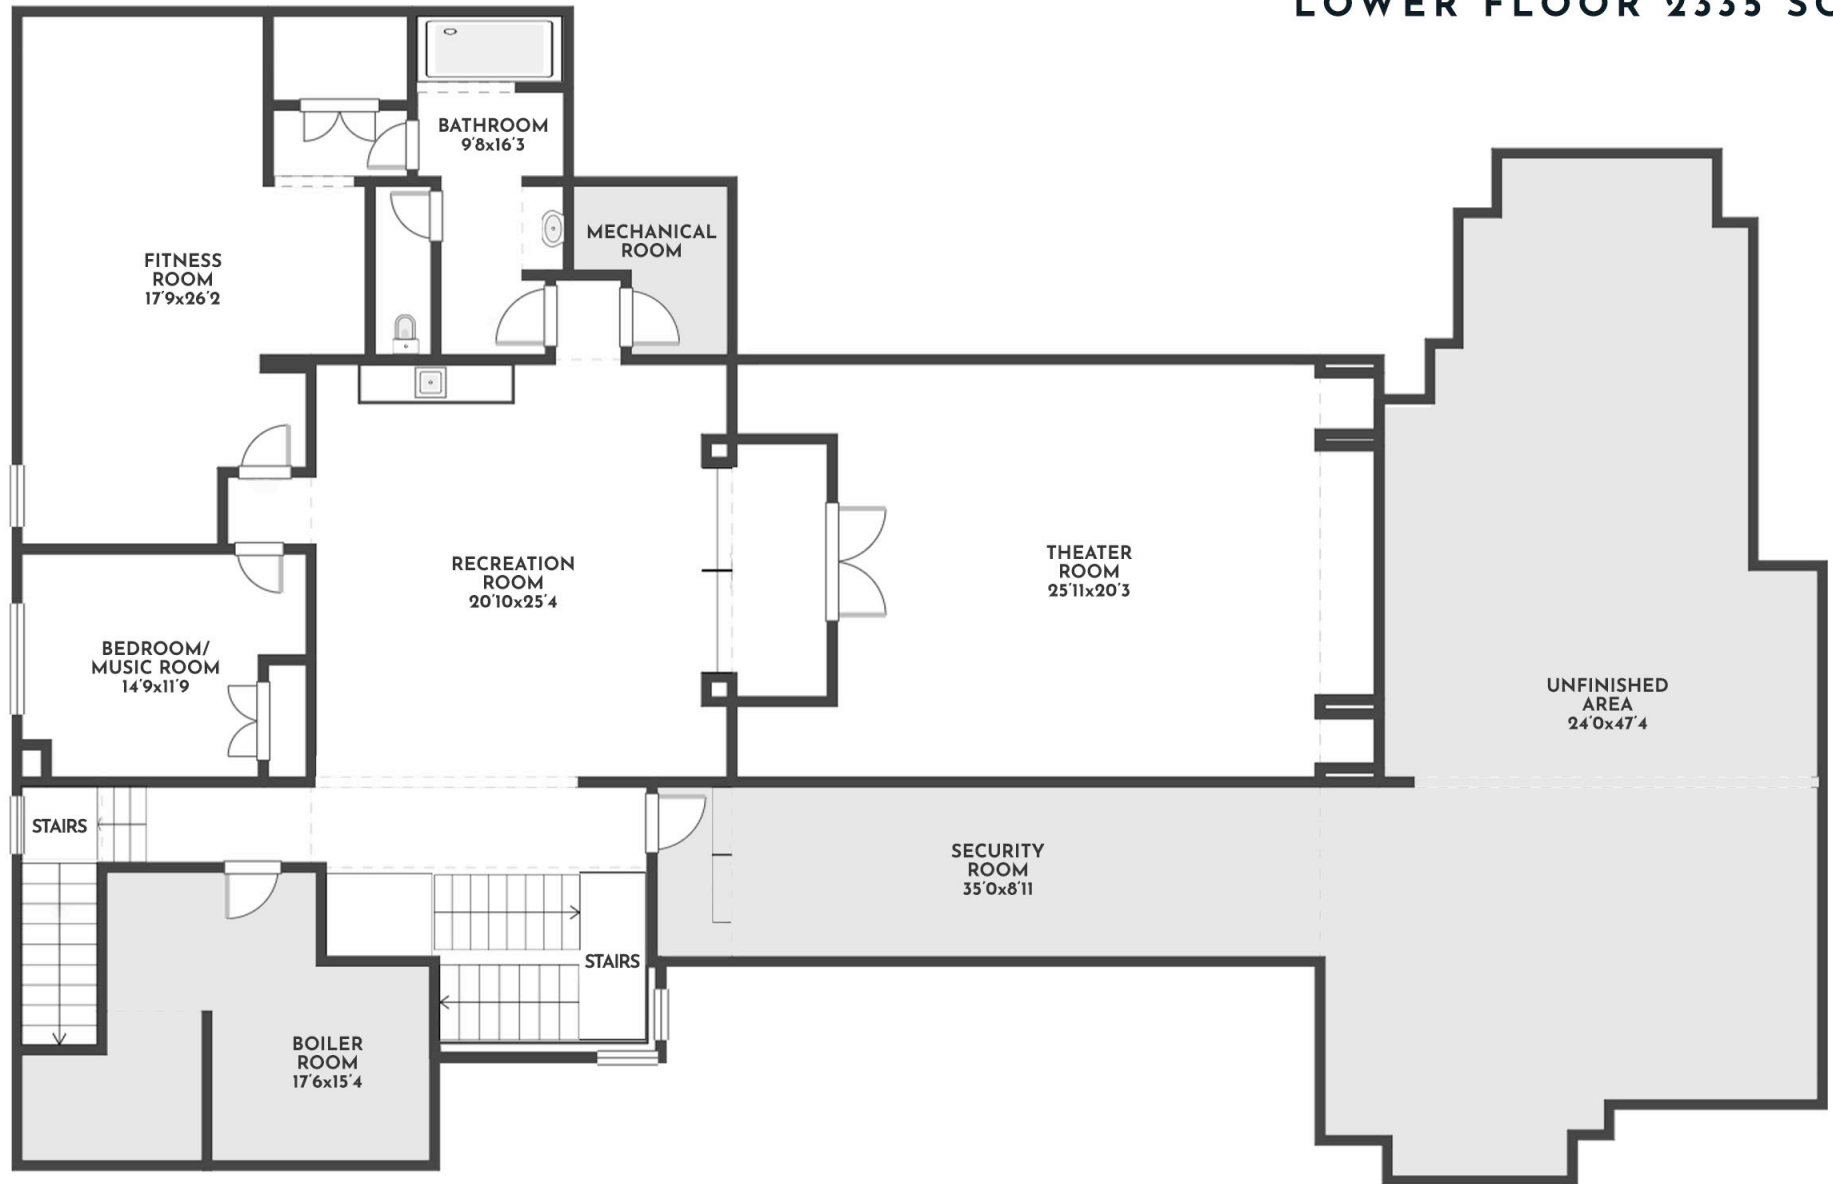 LOWER FLOOR 2335
BATHROOM
9'8x16'3
MECHANICAL
ROOM
FITNESS
ROOM
17'9x26'2
RECREATION
ROOM
20'10x25'4
THEATER
ROOM
25'11x20'3
BEDROOM/
MUSIC ROOM
14'9x11'9
UNFINISHED
AREA
24'0x47'4
STAIRS
SECURITY
ROOM
35'0x8'11
STAIRS
BOILER
ROOM
17'6x15'4